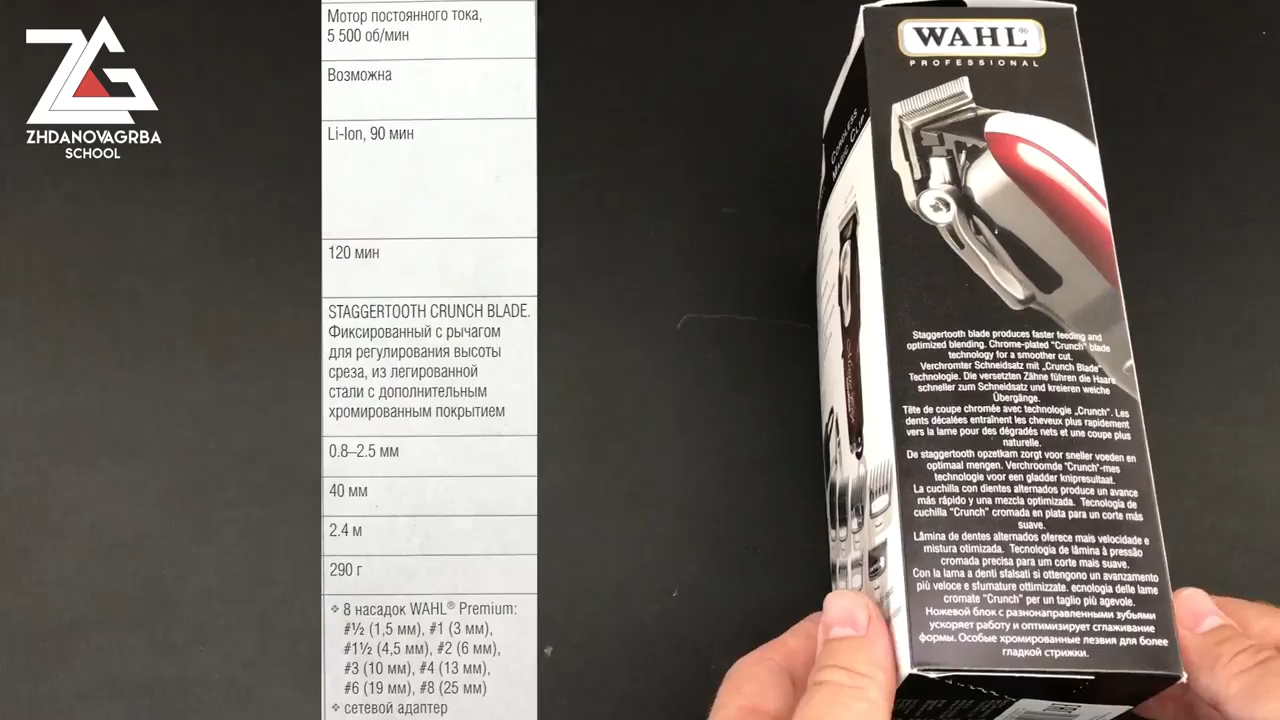 ZHDANOVAGRBA
SCHOOL
Мотор постоянного тока,
5 500 об/мин
Возможна
Li-Ion, 90 мин
120 мин
STAGGERTOOTH CRUNCH BLADE.
Фиксированный с рычагом
для регулирования высоты
среза, из легированной
стали с дополнительным
хромированным покрытием
0.8–2.5 мм
40 мм
2.4 м
290 г
❖ 8 насадок WAHL® Premium:
#½ (1,5 мм), #1 (3 мм),
#1½ (4,5 мм), #2 (6 мм),
#3 (10 мм), #4 (13 мм),
#6 (19 мм), #8 (25 мм)
❖ сетевой адаптер
WAHL®
PROFESSIONAL
CORDLESS
MAGIC CLIP
Staggertooth blade produces faster feeding and
optimized blending. Chrome-plated "Crunch" blade
technology for a smoother cut.
Verchromter Schneidsatz mit „Crunch Blade"
Technologie. Die versetzten Zähne führen die Haare
schneller zum Schneidsatz und kreieren weiche
Übergänge.
Tête de coupe chromée avec technologie „Crunch". Les
dents décalées entraînent les cheveux plus rapidement
vers la lame pour des dégradés nets et une coupe plus
naturelle.
De staggertooth opzetkam zorgt voor sneller voeden en
optimaal mengen. Verchroomde "Crunch"-mes
technologie voor een gladder knipresultaat.
La cuchilla con dientes alternados produce un avance
más rápido y una mezcla optimizada. Tecnología de
cuchilla "Crunch" cromada en plata para un corte más
suave.
Lâmina de dentes alternados oferece mais velocidade e
mistura otimizada. Tecnologia de lâmina à pressão
cromada precisa para um corte mais suave.
Con la lama a denti sfalsati si ottengono un avanzamento
più veloce e sfumature ottimizzate. ecnologia delle lame
cromate "Crunch" per un taglio più agevole.
Ножевой блок с разнонаправленными зубьями
ускоряет работу и оптимизирует сглаживание
формы. Особые хромированные лезвия для более
гладкой стрижки.